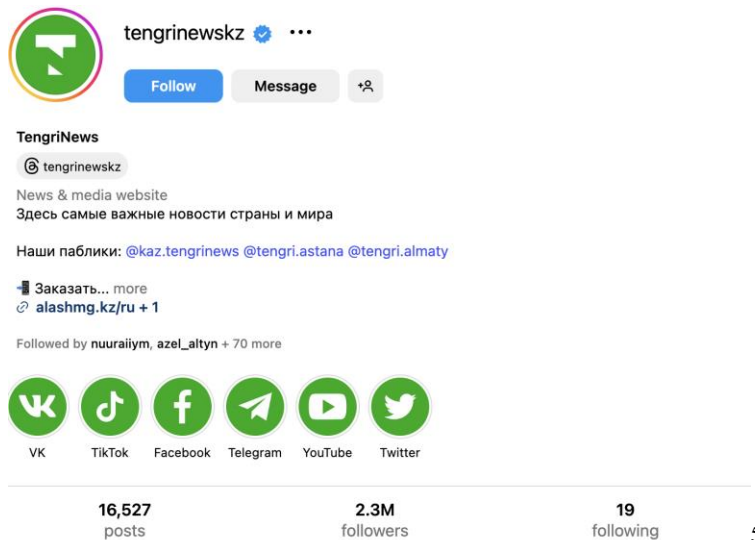 tengrinewskz
Follow
Message
TengriNews
tengrinewskz
News & media website
Здесь самые важные новости страны и мира
Наши паблики: @kaz.tengrinews @tengri.astana @tengri.almaty
Заказать... more
alashmg.kz/ru + 1
Followed by nuuraiiym, azel_altyn + 70 more
VK TikTok Facebook Telegram YouTube Twitter
16,527 2.3M 19
posts followers following